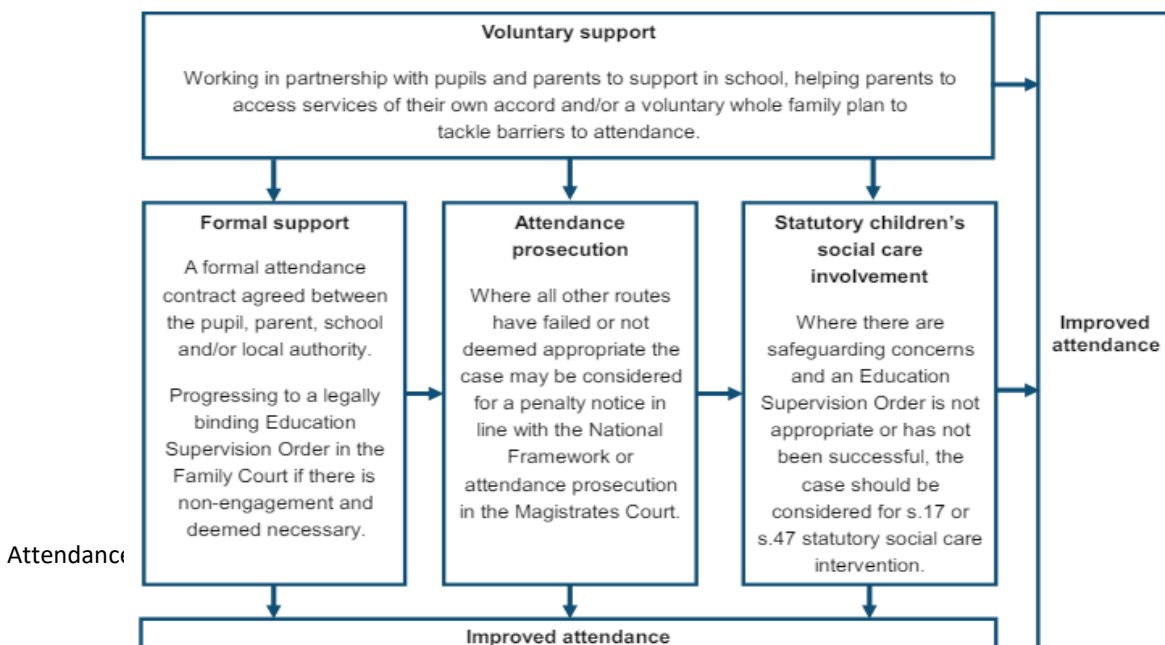 Voluntary support
Working in partnership with pupils and parents to support in school, helping parents to
access services of their own accord and/or a voluntary whole family plan to
tackle barriers to attendance.
Formal support
A formal attendance
contract agreed between
the pupil, parent, school
and/or local authority.
Progressing to a legally
binding Education
Supervision Order in the
Family Court if there is
non-engagement and
deemed necessary.
Attendance
prosecution
Where all other routes
have failed or not
deemed appropriate the
case may be considered
for a penalty notice in
line with the National
Framework or
attendance prosecution
in the Magistrates Court.
Statutory children's
social care
involvement
Where there are
safeguarding concerns
and an Education
Supervision Order is not
appropriate or has not
been successful, the
case should be
considered for s.17 or
s.47 statutory social care
intervention.
Improved
attendance
Attendance
Improved attendance